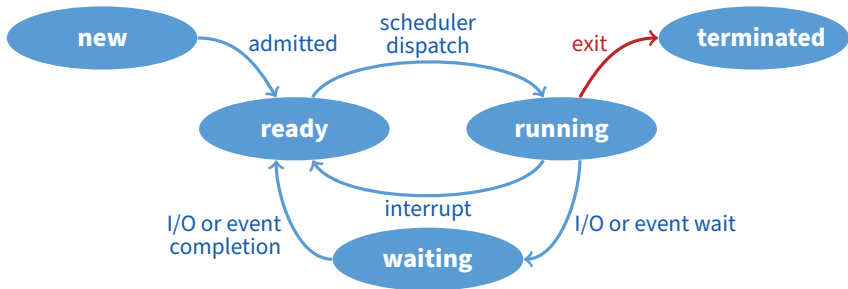 new
admitted
scheduler
dispatch
exit
terminated
ready
running
interrupt
I/O or event
completion
I/O or event wait
waiting